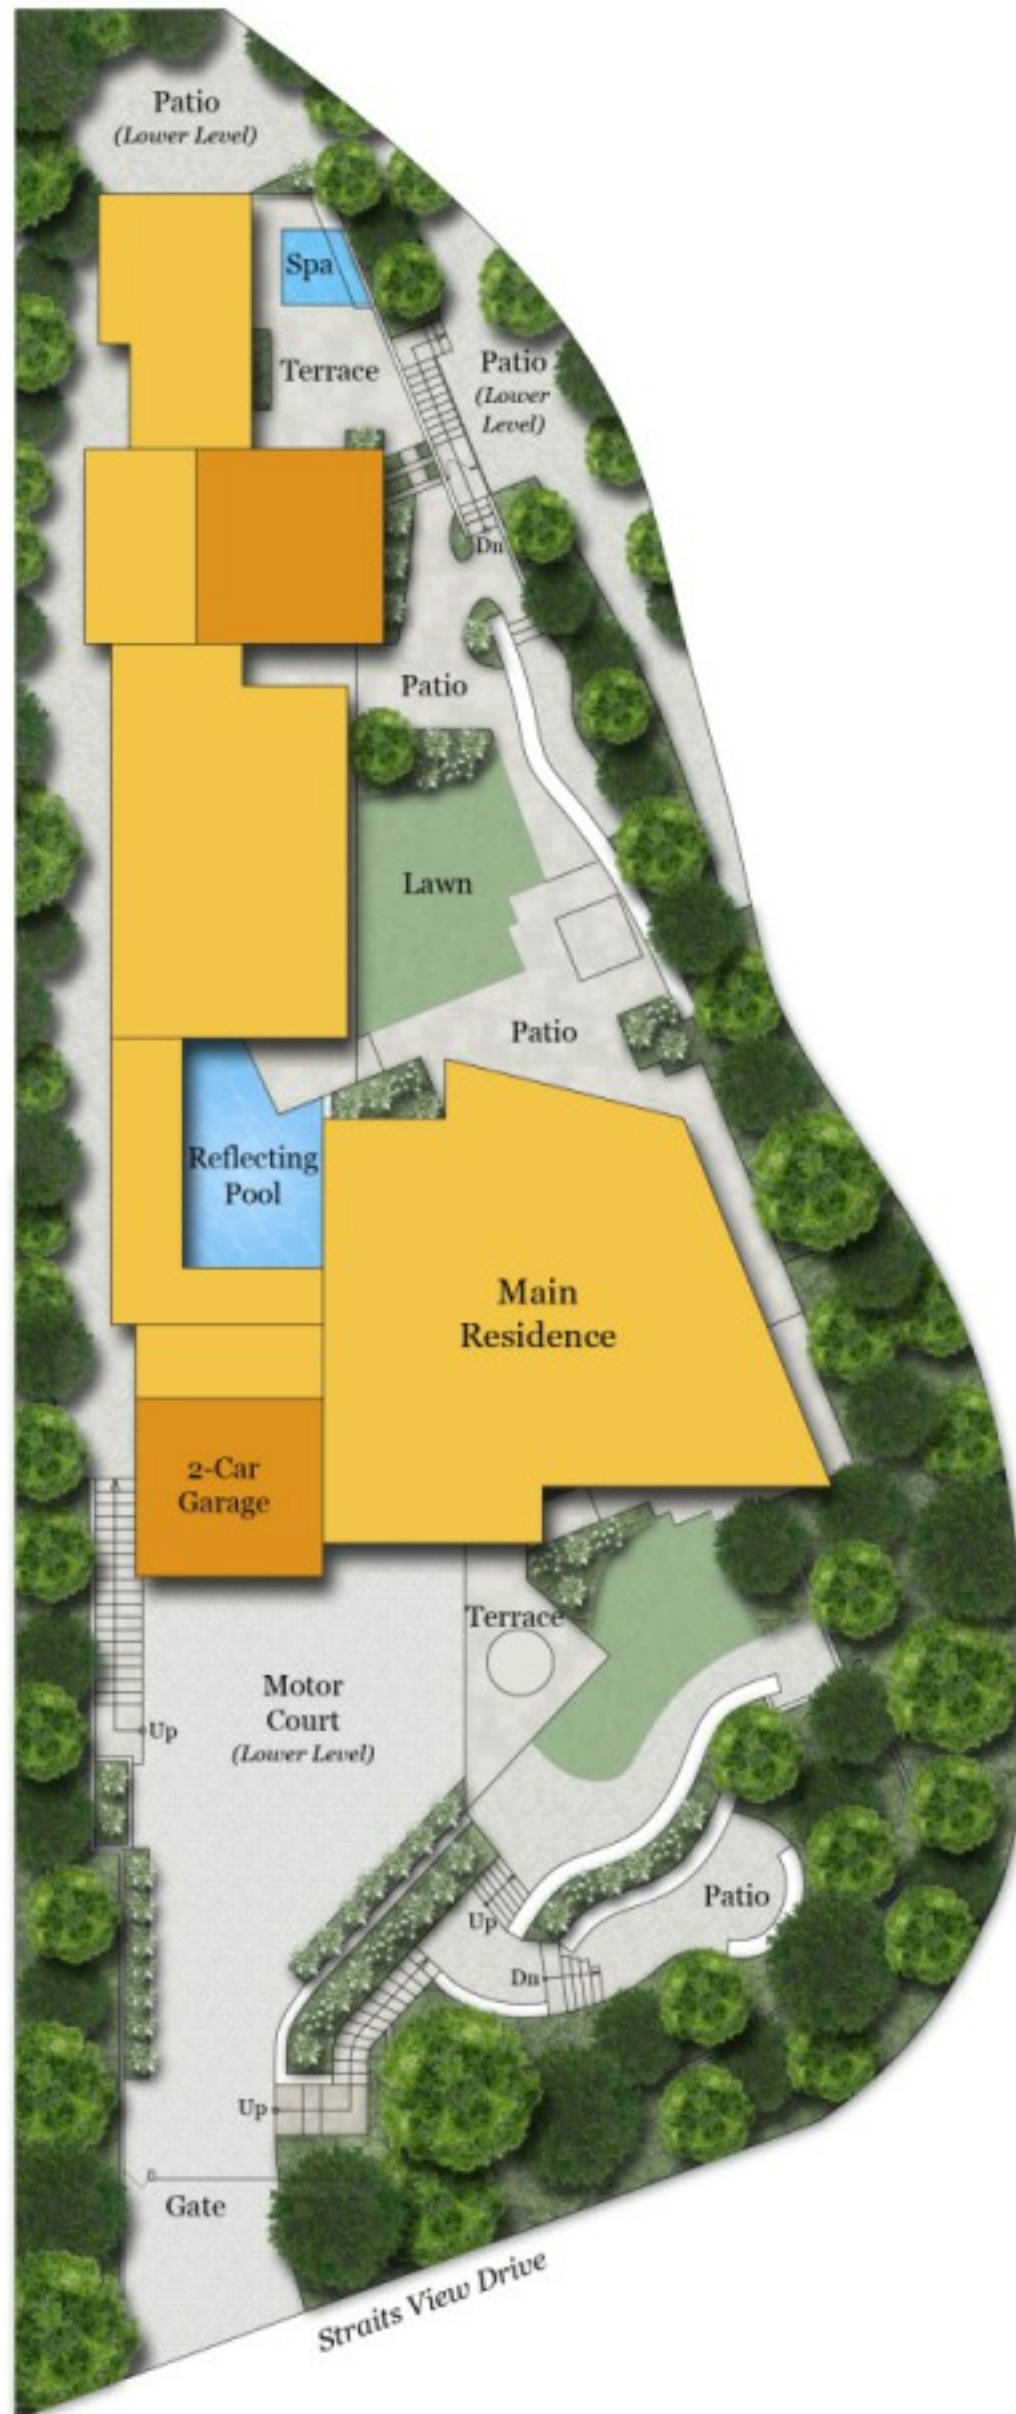 Patio
(Lower Level)
Spa
Terrace
Patio
(Lower
Level)
Dn
Patio
Lawn
Patio
Reflecting
Pool
Main
Residence
2-Car
Garage
Terrace
Motor
Court
(Lower Level)
Up
Patio
Up
Dn
Up
Gate
Straits View Drive